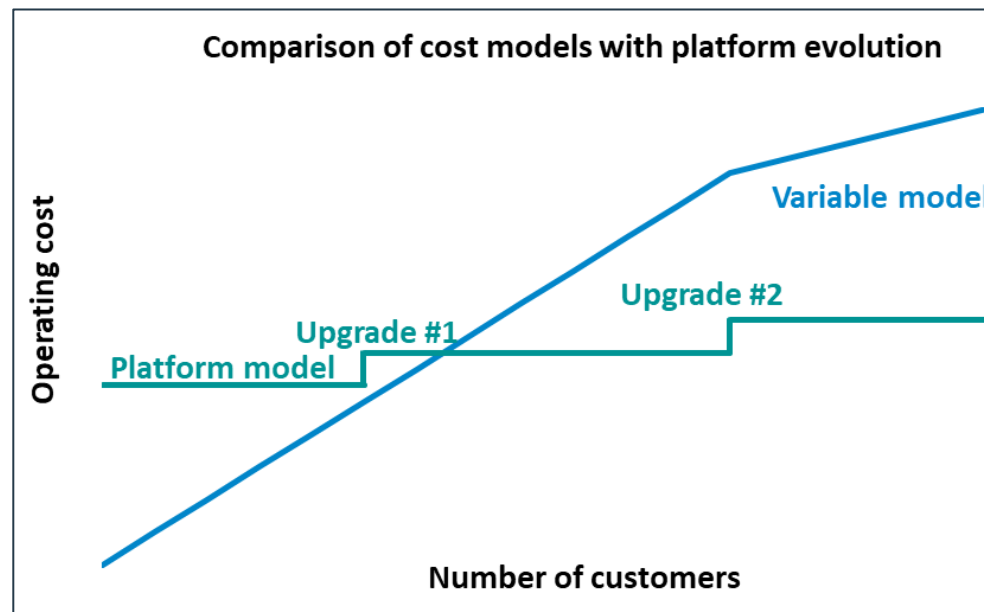 Comparison of cost models with platform evolution
Operating cost
Variable model
Upgrade #2
Upgrade #1
Platform model
Number of customers